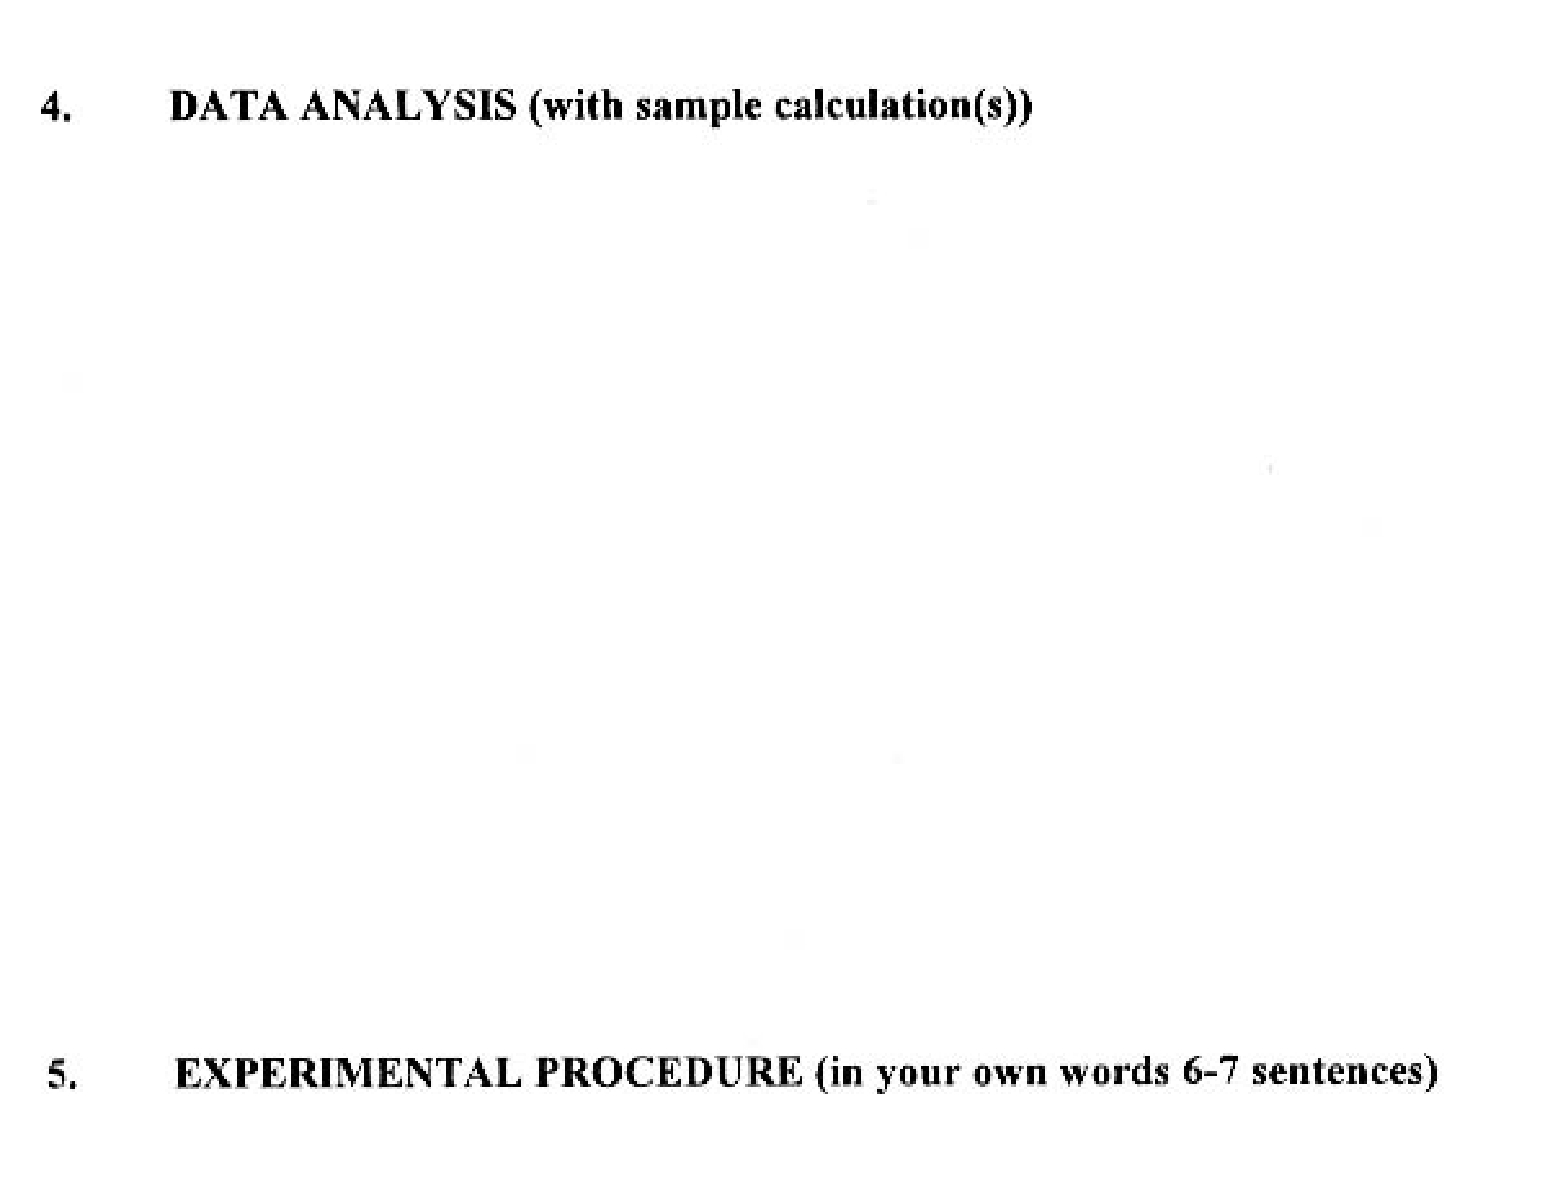 4. DATA ANALYSIS (with sample calculation(s))
5. EXPERIMENTAL PROCEDURE (in your own words 6-7 sentences)